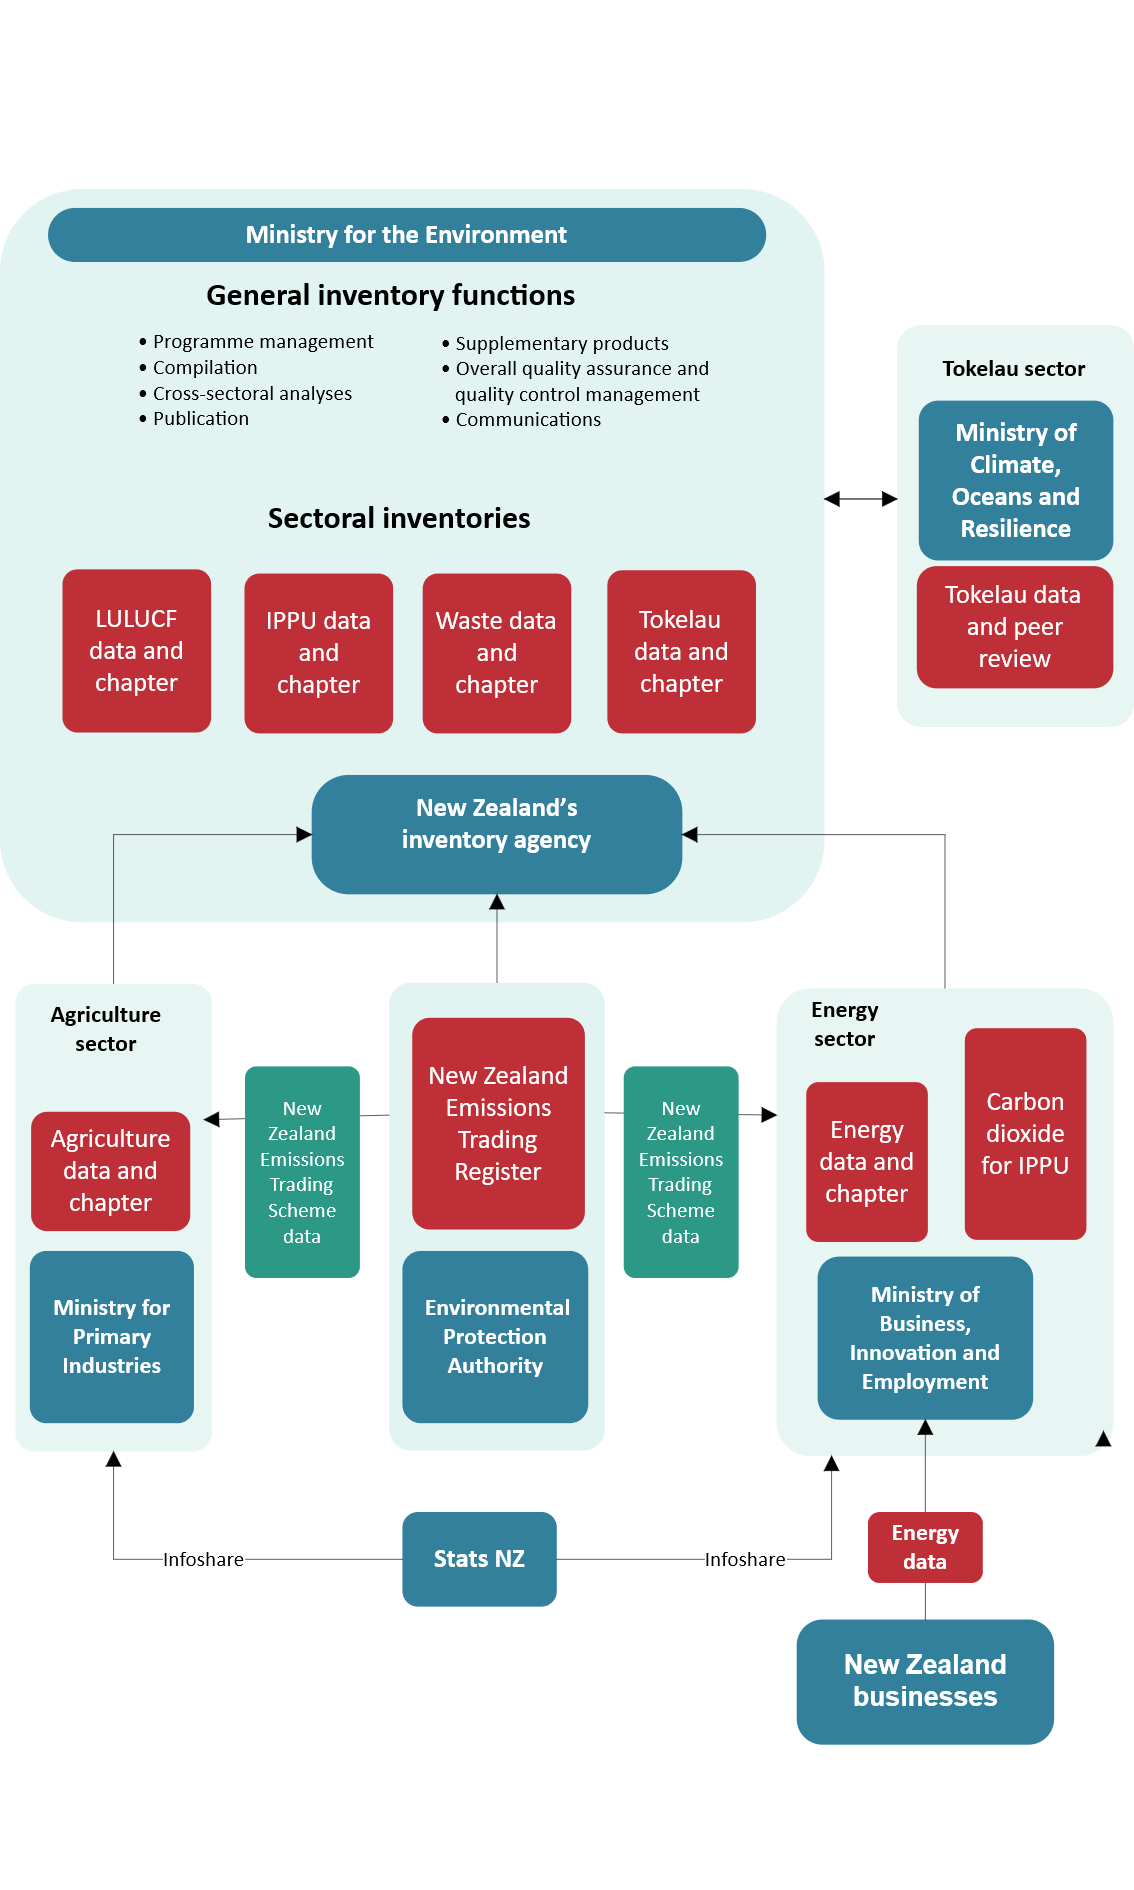 Ministry for the Environment
General inventory functions
• Programme management
• Compilation
• Cross-sectoral analyses
• Publication
• Supplementary products
• Overall quality assurance and
quality control management
• Communications
Sectoral inventories
LULUCF
data and
chapter
IPPU data
and
chapter
Waste data
and
chapter
Tokelau
data and
chapter
New Zealand’s
inventory agency
Tokelau sector
Ministry of
Climate,
Oceans and
Resilience
Tokelau data
and peer
review
Agriculture
sector
Agriculture
data and
chapter
Ministry for
Primary
Industries
New
Zealand
Emissions
Trading
Scheme
data
New Zealand
Emissions
Trading
Register
Environmental
Protection
Authority
New
Zealand
Emissions
Trading
Scheme
data
Energy
sector
Energy
data and
chapter
Carbon
dioxide
for IPPU
Ministry of
Business,
Innovation and
Employment
Infoshare
Stats NZ
Infoshare
Energy
data
New Zealand
businesses